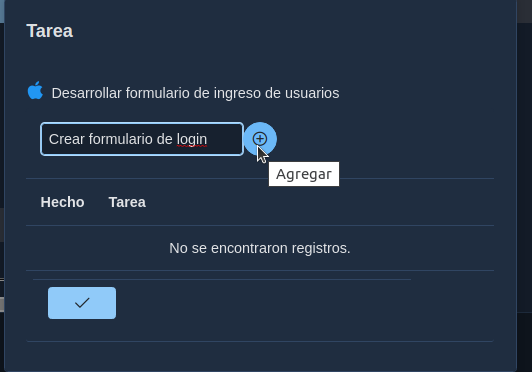 Tarea
Desarrollar formulario de ingreso de usuarios
Crear formulario de login
Agregar
Hecho Tarea
No se encontraron registros.